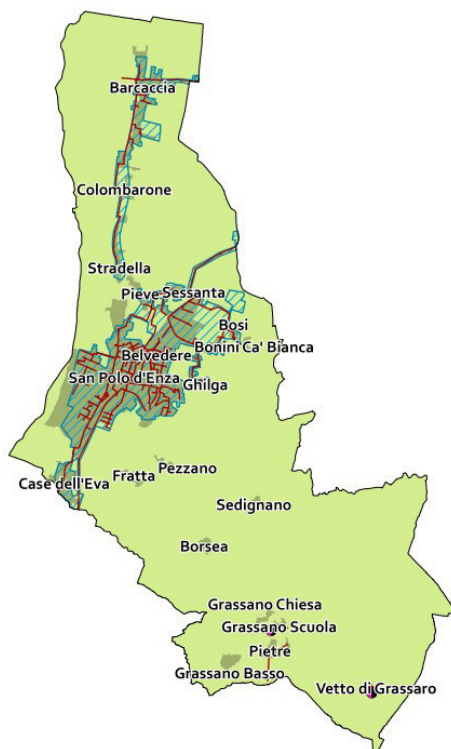 Barcaccia
Colombarone
Stradella
Pieve
Sessanta
Bosi
Bonini
Ca' Bianca
Belvedere
San Polo d'Enza
Ghilga
Case dell'Eva
Fratta
Pezzano
Sedignano
Borsea
Grassano Chiesa
Grassano Scuola
Pietre
Grassano Basso
Vetto di Grassaro